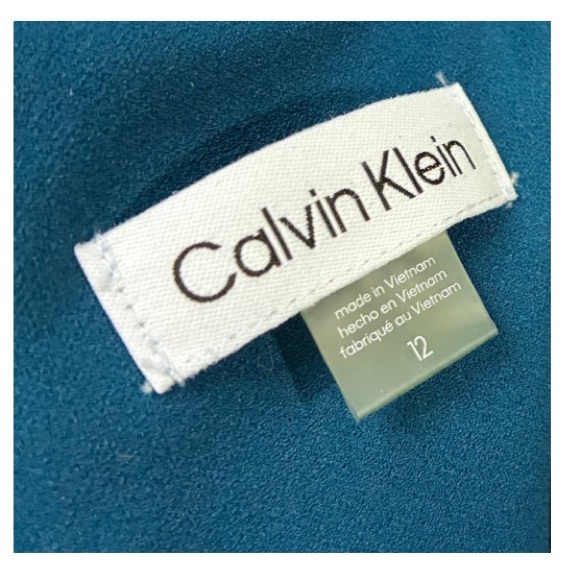 Calvin Klein
made in Vietnam
hecho en Vietnam
fabriqué au Vietnam
12